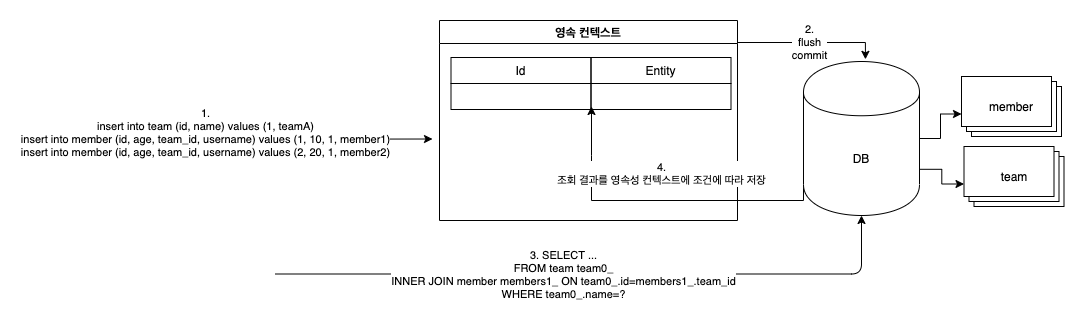 영속 컨텍스트
Id
Entity
2.
flush
commit
1.
insert into team (id, name) values (1, teamA)
insert into member (id, age, team_id, username) values (1, 10, 1, member1)
insert into member (id, age, team_id, username) values (2, 20, 1, member2)
member
DB
team
4.
조회 결과를 영속성 컨텍스트에 조건에 따라 저장
3. SELECT ...
FROM team team0_
INNER JOIN member members1_ ON team0_.id=members1_.team_id
WHERE team0_.name=?